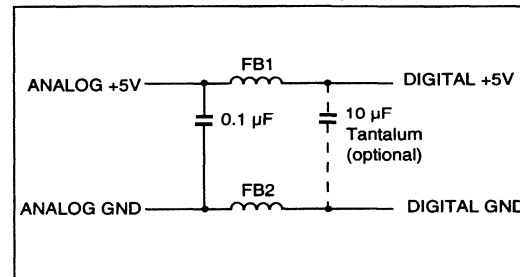 FB1
ANALOG +5V
DIGITAL +5V
0.1 µF
10 µF
Tantalum
(optional)
FB2
ANALOG GND
DIGITAL GND